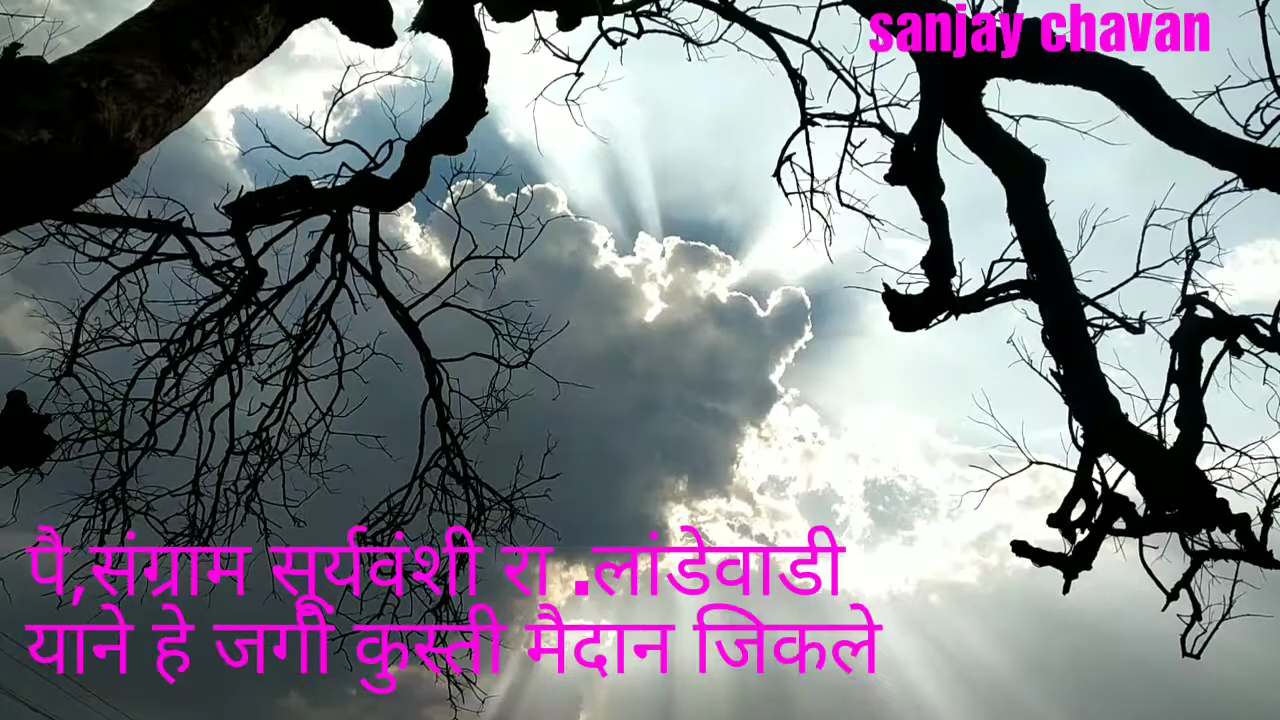 sanjay chavan
पै,संग्राम सूर्यवंशी रा .लांडेवाडी
याने हे जगी कुस्ती मैदान जिकले